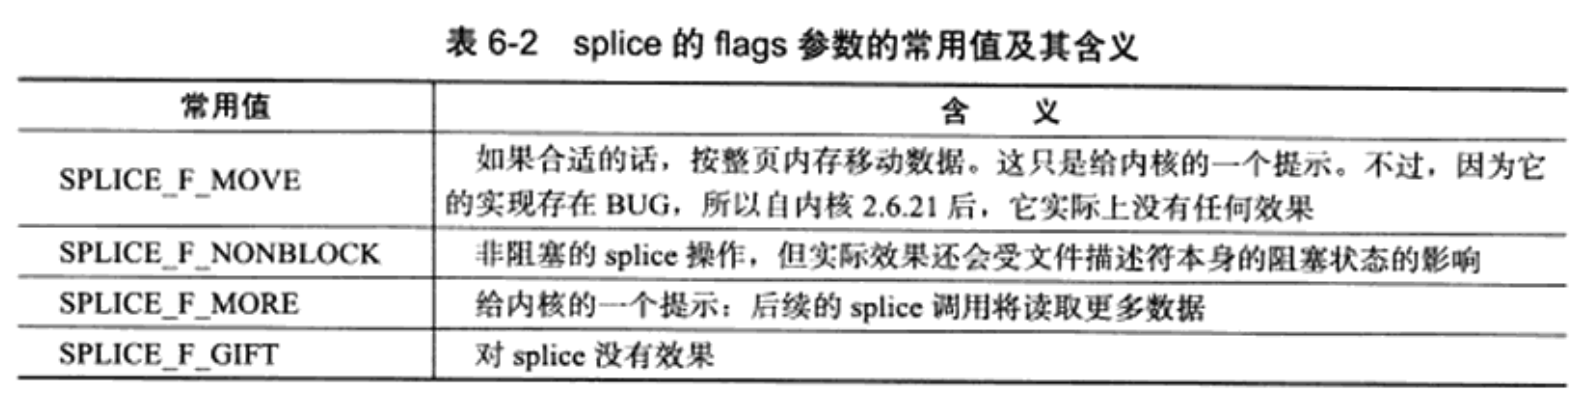 表 6-2 splice 的 flags 参数的常用值及其含义
常用值 含 义
SPLICE_F_MOVE 如果合适的话，按整页内存移动数据。这只是给内核的一个提示。不过，因为它
的实现存在 BUG，所以自内核 2.6.21 后，它实际上没有任何效果
SPLICE_F_NONBLOCK 非阻塞的 splice 操作，但实际效果还会受文件描述符本身的阻塞状态的影响
SPLICE_F_MORE 给内核的一个提示：后续的 splice 调用将读取更多数据
SPLICE_F_GIFT 对 splice 没有效果